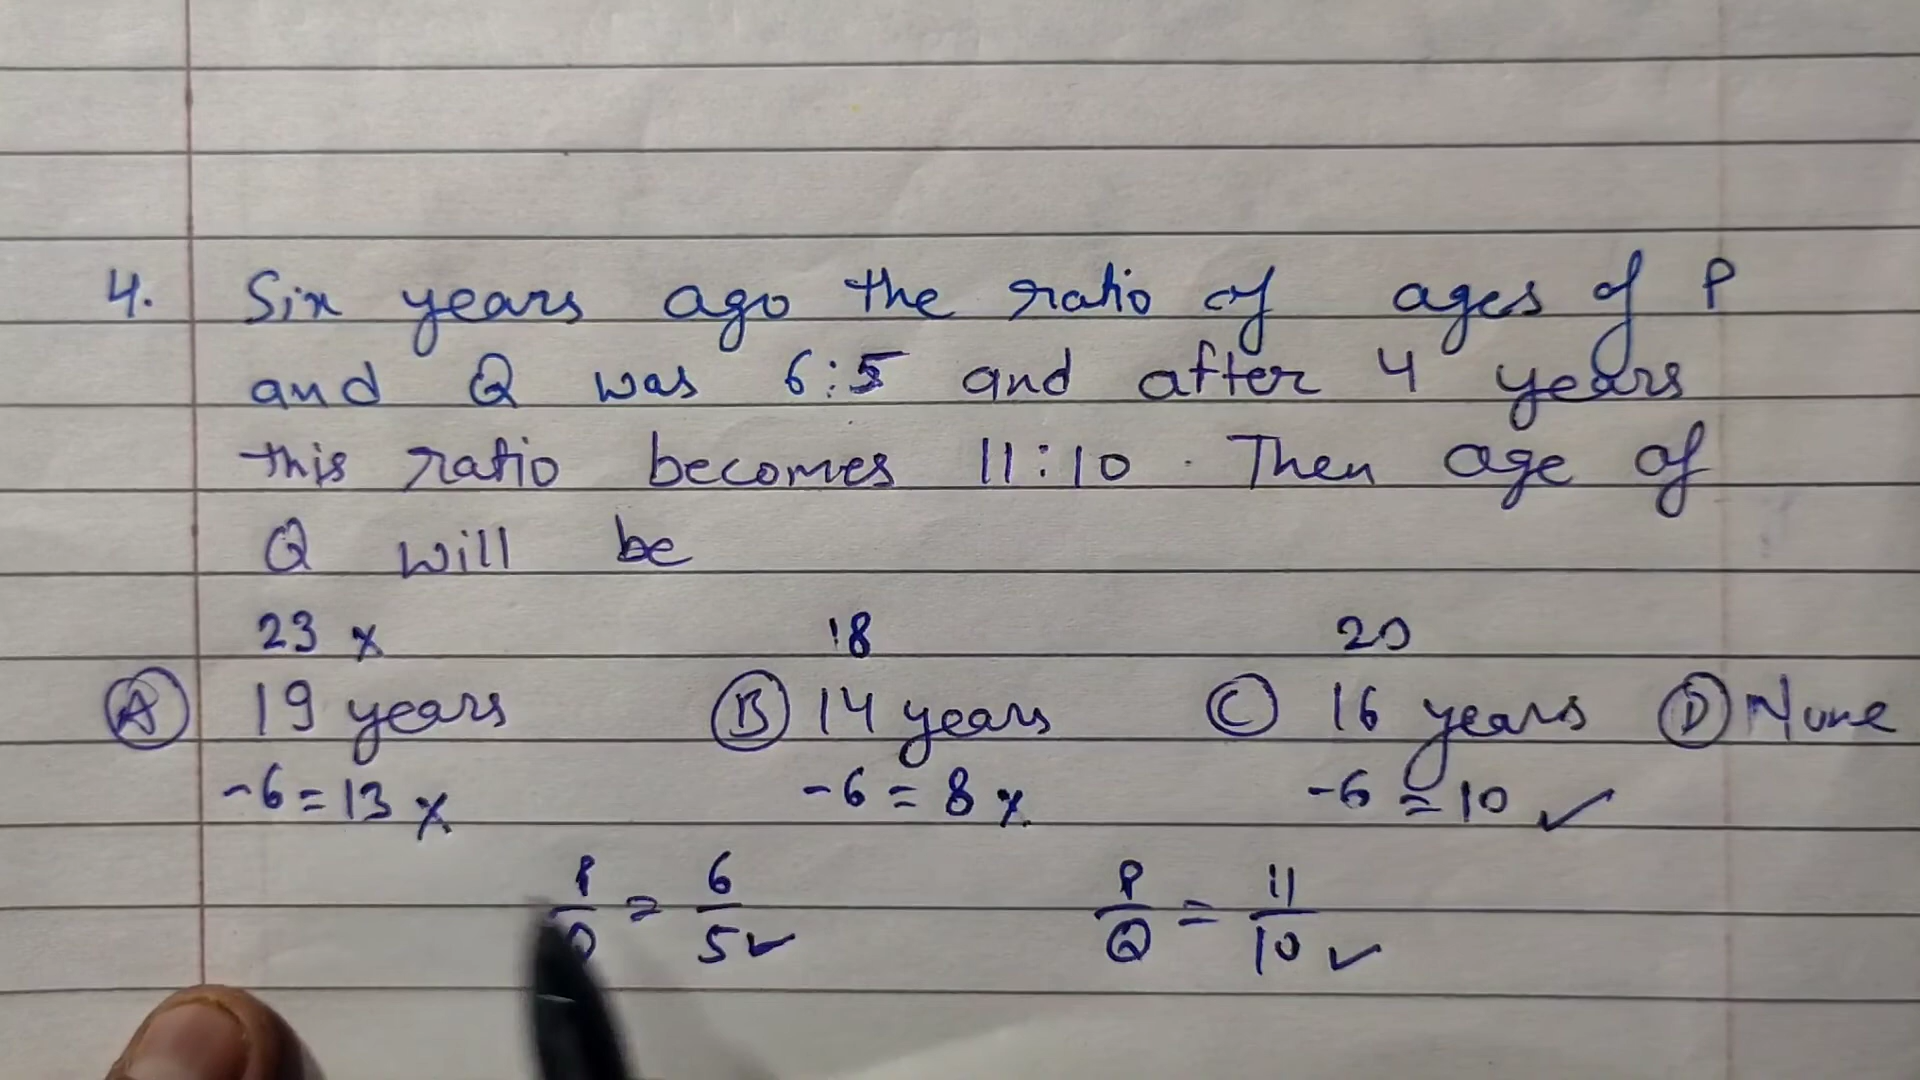 4. Six years ago the ratio of ages of P
and Q was 6:5 and after 4 years
this ratio becomes 11:10. Then age of
Q will be
23 x 18 20
(A) 19 years (B) 14 years (C) 16 years (D) None
-6=13 x -6=8 x -6=10 ✓
P/Q = 6/5 ✓ P/Q = 11/10 ✓